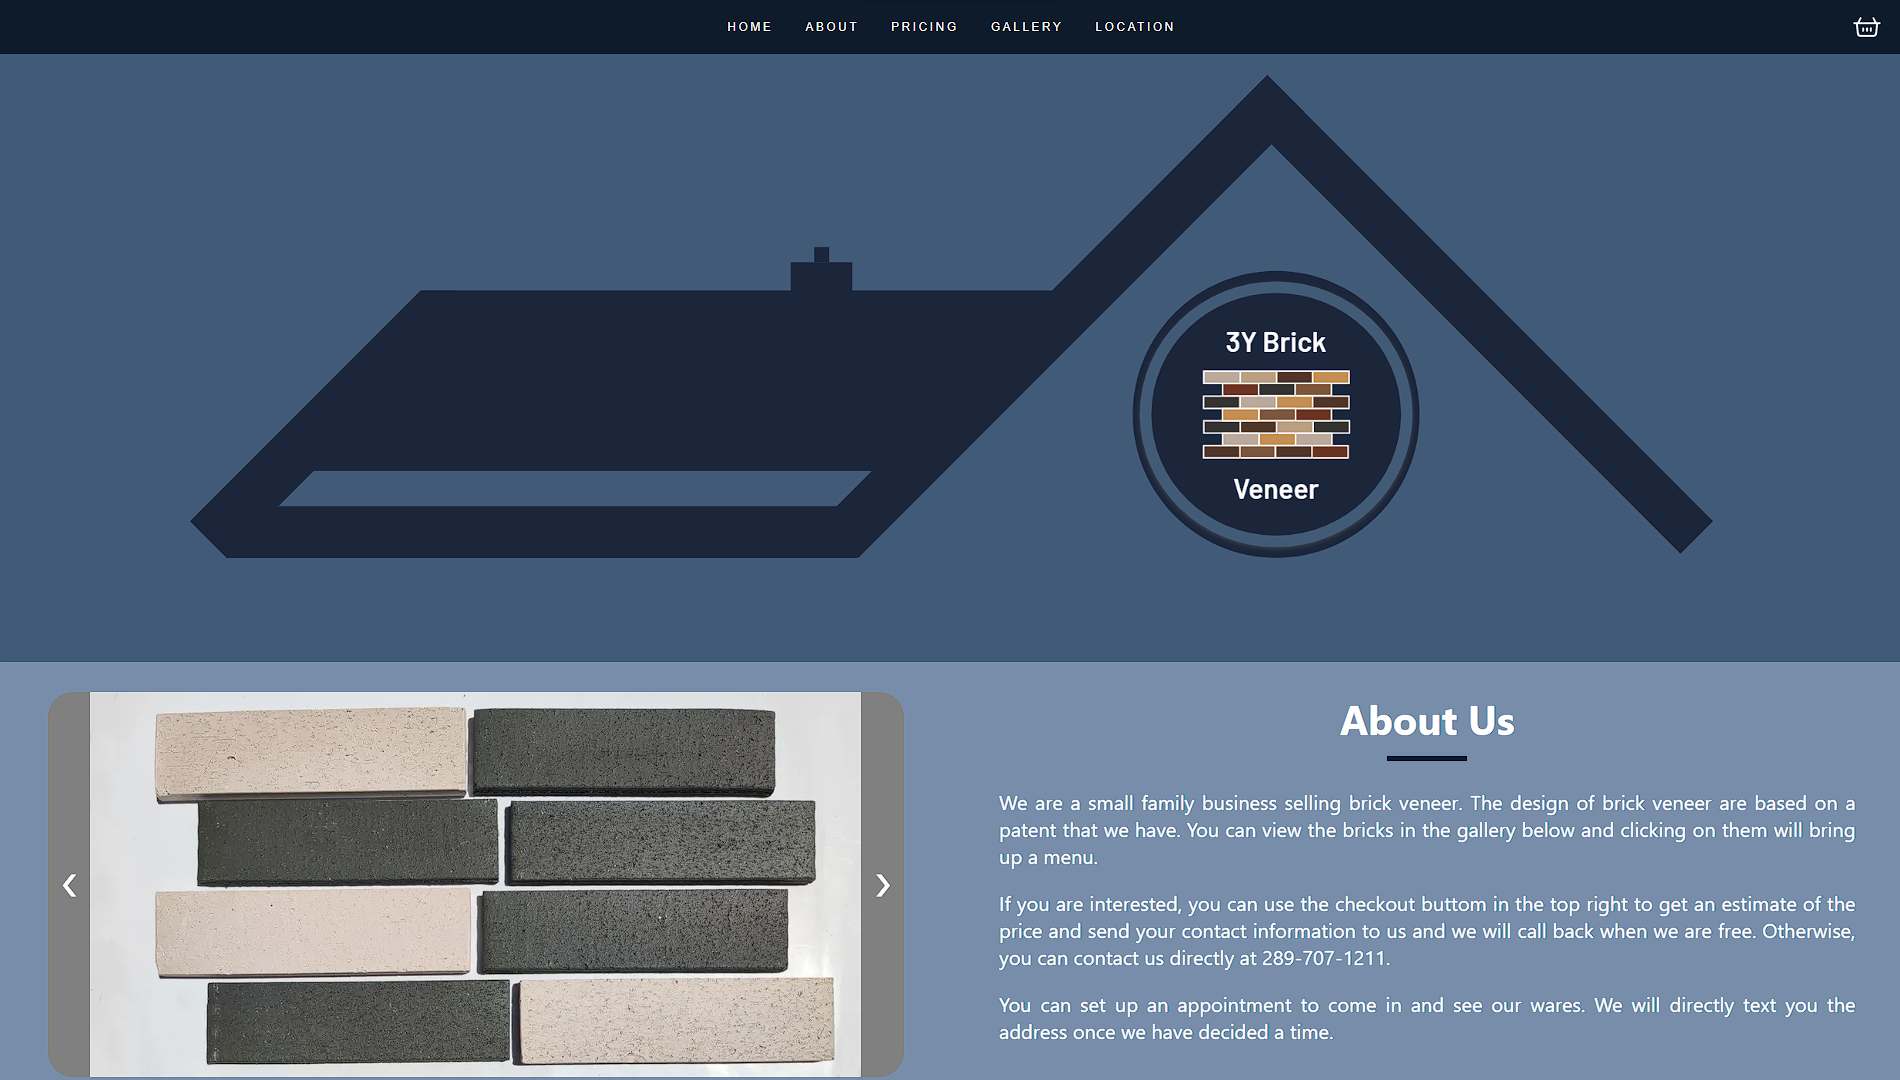 HOME ABOUT PRICING GALLERY LOCATION
3Y Brick
Veneer
About Us
We are a small family business selling brick veneer. The design of brick veneer are based on a
patent that we have. You can view the bricks in the gallery below and clicking on them will bring
up a menu.
If you are interested, you can use the checkout buttom in the top right to get an estimate of the
price and send your contact information to us and we will call back when we are free. Otherwise,
you can contact us directly at 289-707-1211.
You can set up an appointment to come in and see our wares. We will directly text you the
address once we have decided a time.